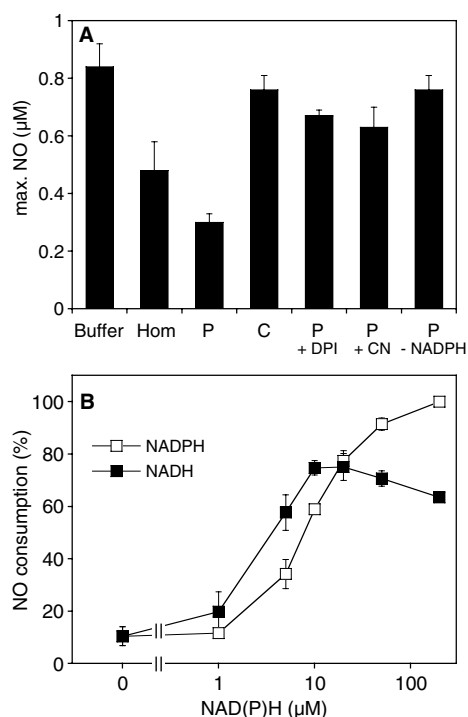 A
max. NO (µM)
1
0.8
0.6
0.4
0.2
0
Buffer Hom P C P P P
+ DPI + CN - NADPH
B
NO consumption (%)
100
80
60
40
20
0
NADPH
NADH
0 1 10 100
NAD(P)H (µM)